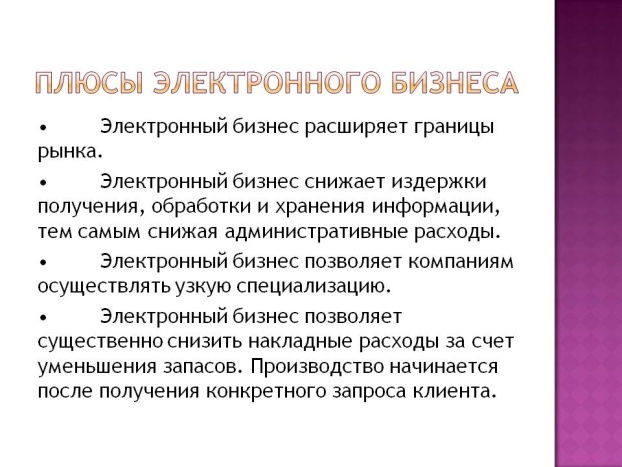 ПЛЮСЫ ЭЛЕКТРОННОГО БИЗНЕСА
• Электронный бизнес расширяет границы
рынка.
• Электронный бизнес снижает издержки
получения, обработки и хранения информации,
тем самым снижая административные расходы.
• Электронный бизнес позволяет компаниям
осуществлять узкую специализацию.
• Электронный бизнес позволяет
существенно снизить накладные расходы за счет
уменьшения запасов. Производство начинается
после получения конкретного запроса клиента.